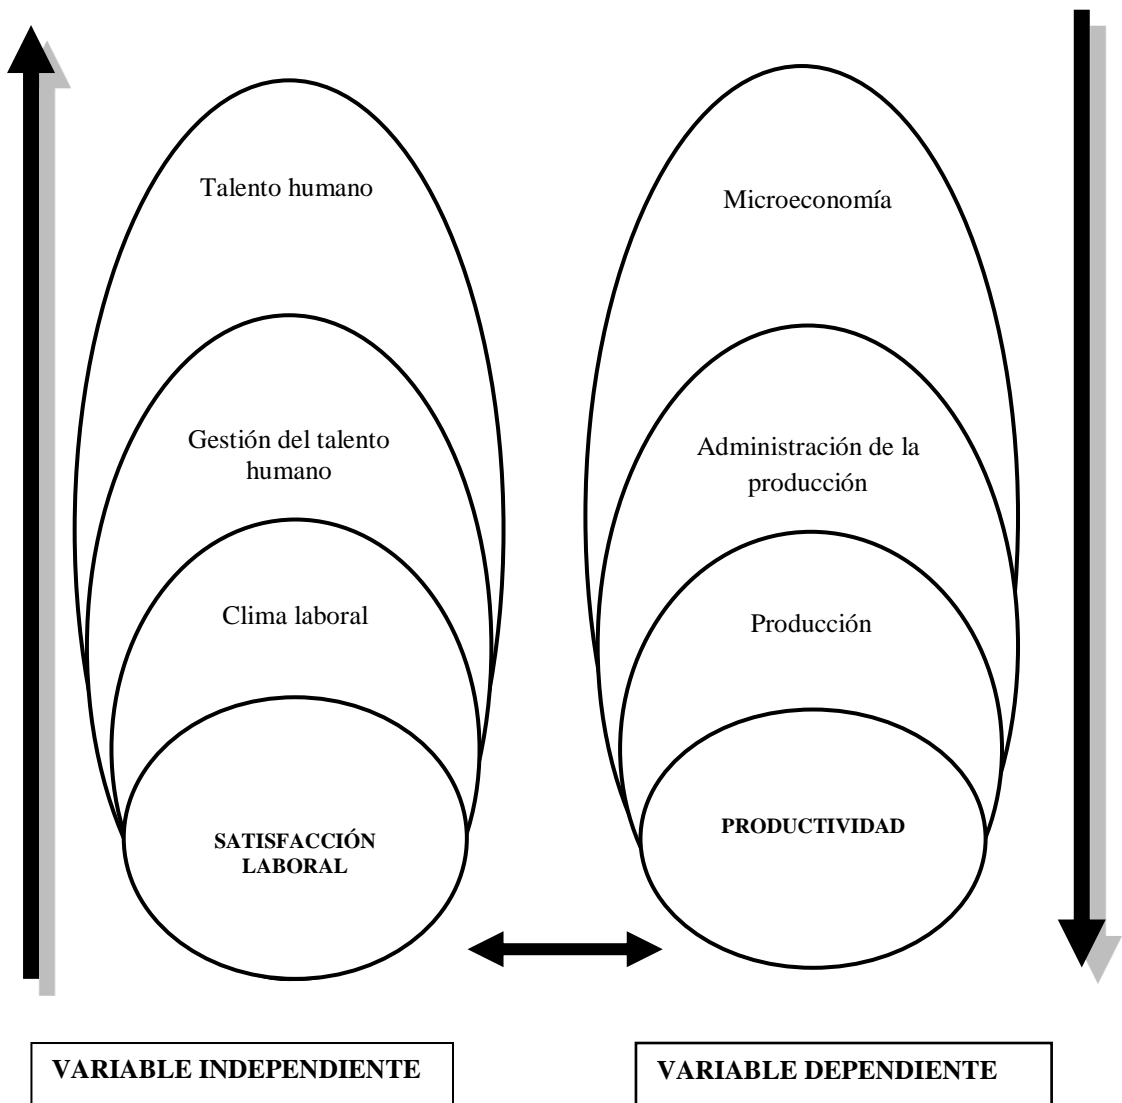 Talento humano
Gestión del talento
humano
Clima laboral
SATISFACCIÓN
LABORAL
VARIABLE INDEPENDIENTE
Microeconomía
Administración de la
producción
Producción
PRODUCTIVIDAD
VARIABLE DEPENDIENTE